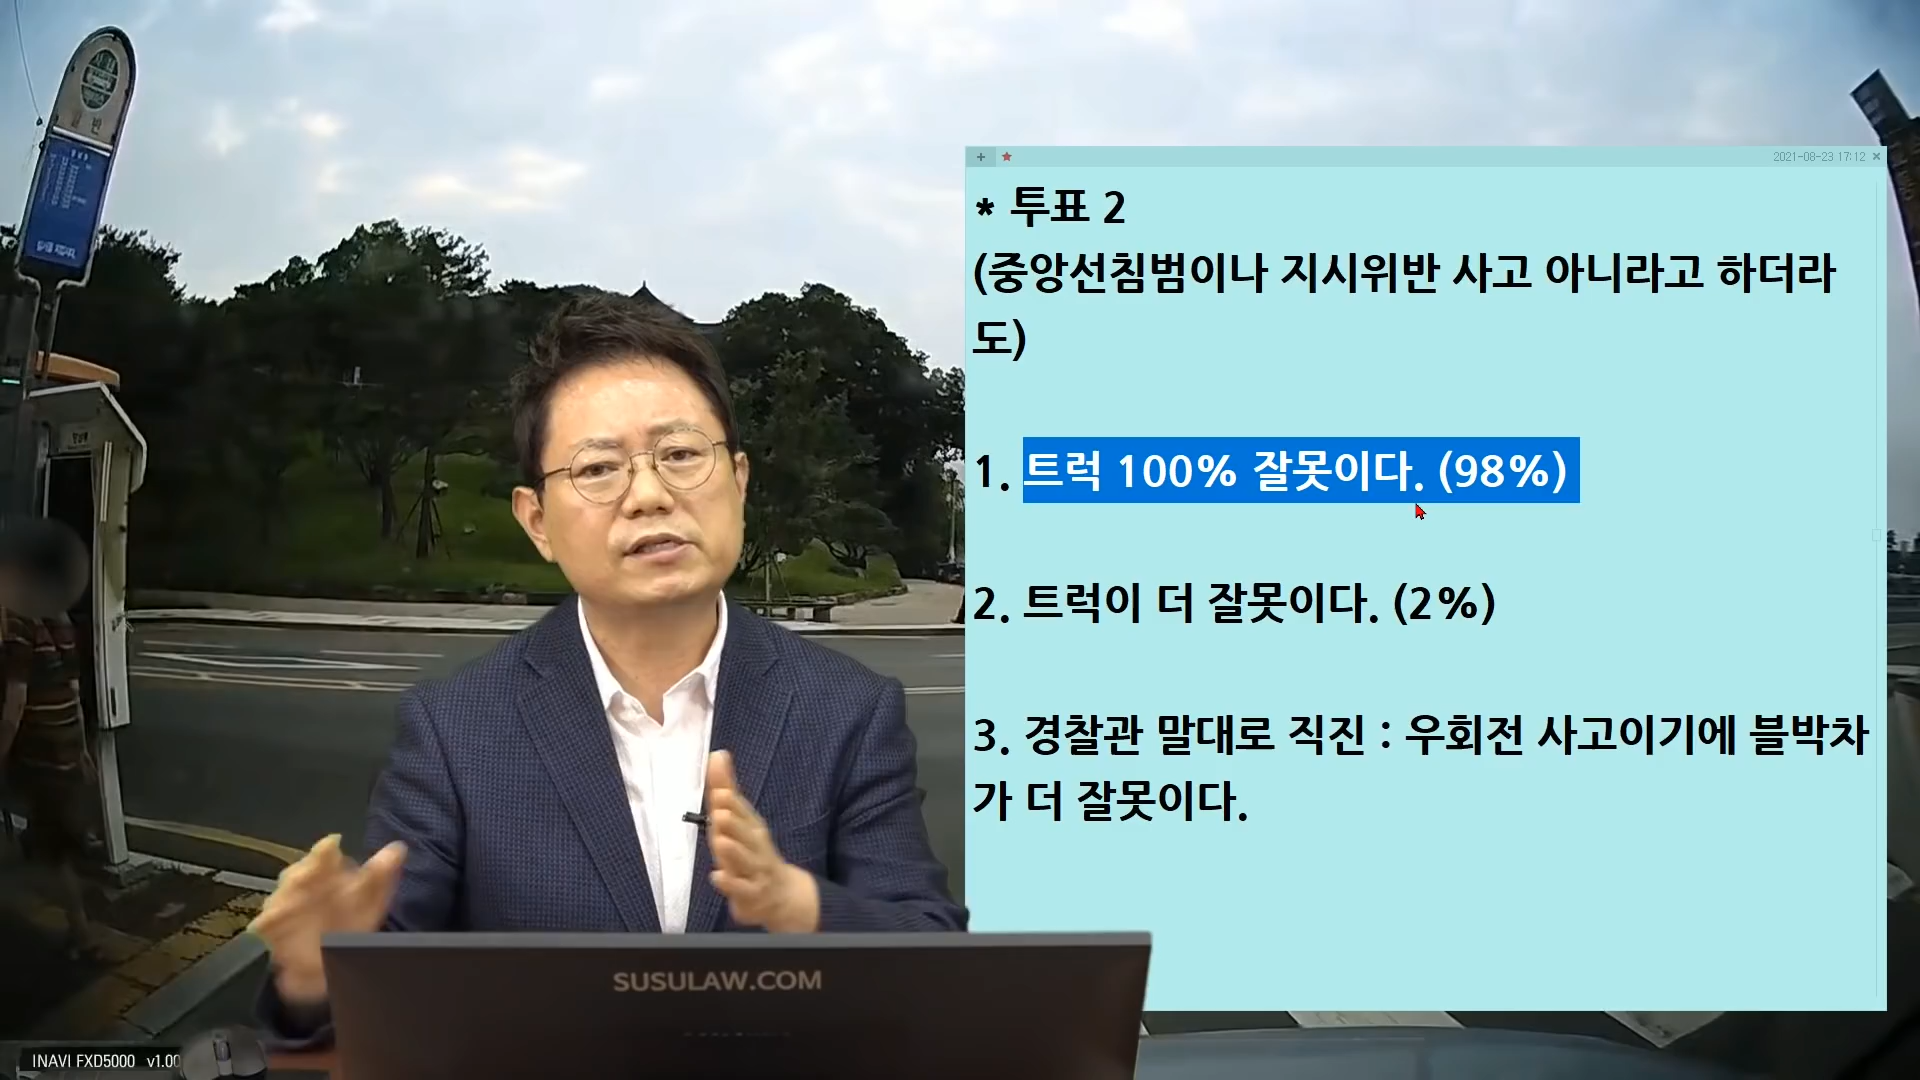 2021-08-23 17:12
* 투표 2
(중앙선침범이나 지시위반 사고 아니라고 하더라
도)
1. 트럭 100% 잘못이다. (98%)
2. 트럭이 더 잘못이다. (2%)
3. 경찰관 말대로 직진 : 우회전 사고이기에 블박차
가 더 잘못이다.
SUSULAW.COM
INAVI FXD5000 v1.00